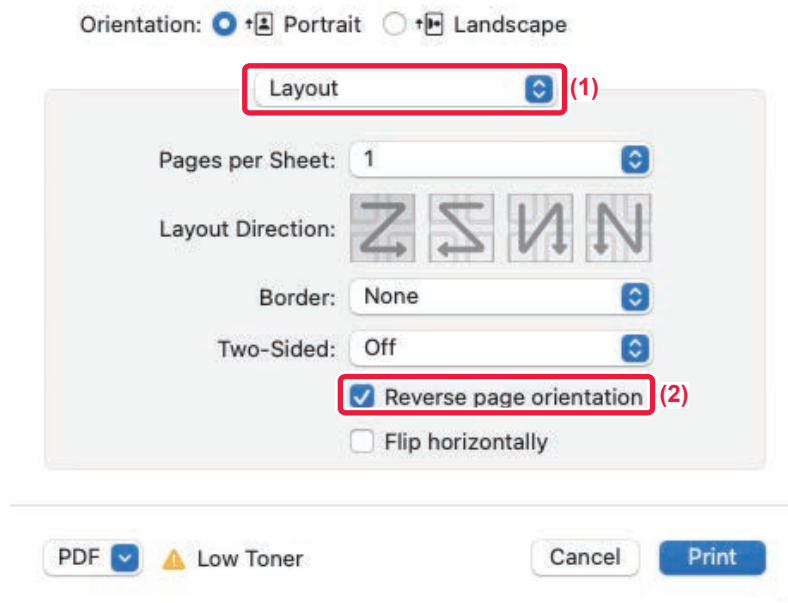 Orientation: Portrait Landscape
Layout (1)
Pages per Sheet: 1
Layout Direction:
Border: None
Two-Sided: Off
Reverse page orientation (2)
Flip horizontally
PDF Low Toner Cancel Print